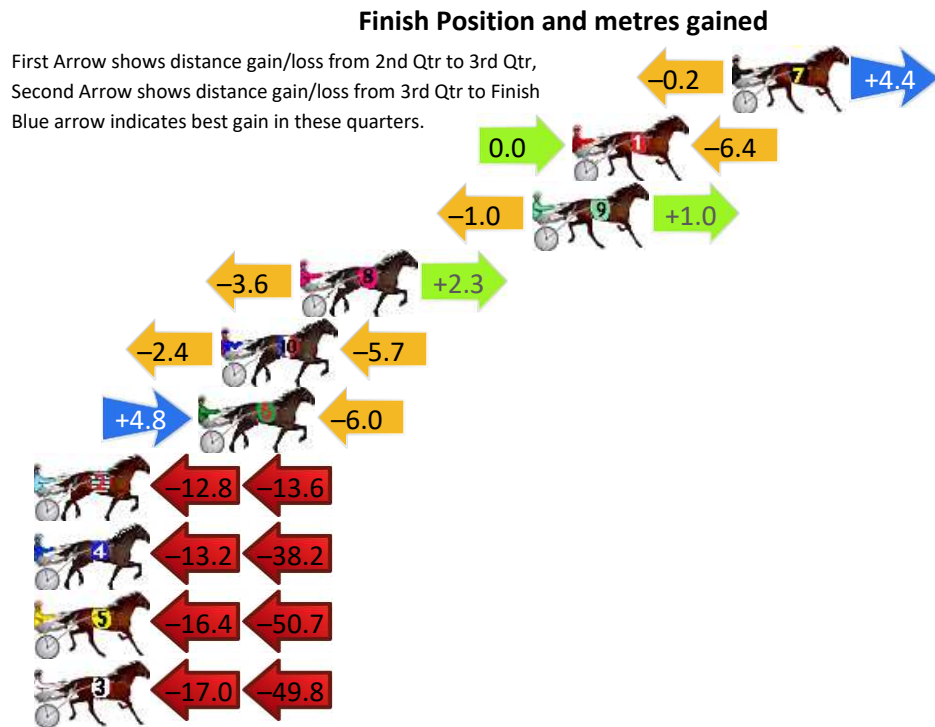 Finish Position and metres gained
First Arrow shows distance gain/loss from 2nd Qtr to 3rd Qtr,
Second Arrow shows distance gain/loss from 3rd Qtr to Finish
Blue arrow indicates best gain in these quarters.
–0.2 7 +4.4
0.0 1 –6.4
–1.0 9 +1.0
–3.6 8 +2.3
–2.4 10 –5.7
+4.8 6 –6.0
2 –12.8 –13.6
4 –13.2 –38.2
5 –16.4 –50.7
3 –17.0 –49.8